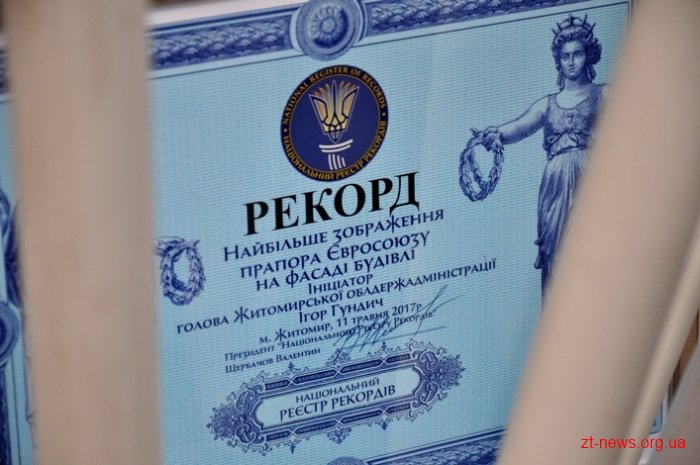 NATIONAL REGISTER OF RECORDS
НАЦІОНАЛЬНИЙ РЕЄСТР РЕКОРДІВ
РЕКОРД
Найбільше зображення
прапора Євросоюзу
на фасаді будівлі
Ініціатор
голова Житомирської облдержадміністрації
Ігор Гундич
м. Житомир, 11 травня 2017р.
Президент "Національного Реєстру Рекордів"
Щербачов Валентин
НАЦІОНАЛЬНИЙ
РЕЄСТР РЕКОРДІВ
zt-news.org.ua